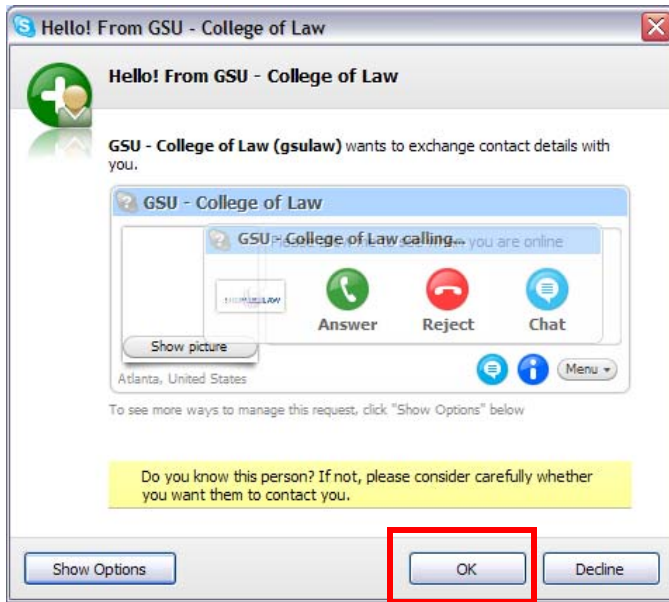 Hello! From GSU - College of Law
Hello! From GSU - College of Law
GSU - College of Law (gsulaw) wants to exchange contact details with
you.
GSU - College of Law
GSU - College of Law calling...
you are online
Answer Reject Chat
Show picture
Atlanta, United States
Menu
To see more ways to manage this request, click "Show Options" below
Do you know this person? If not, please consider carefully whether
you want them to contact you.
Show Options OK Decline